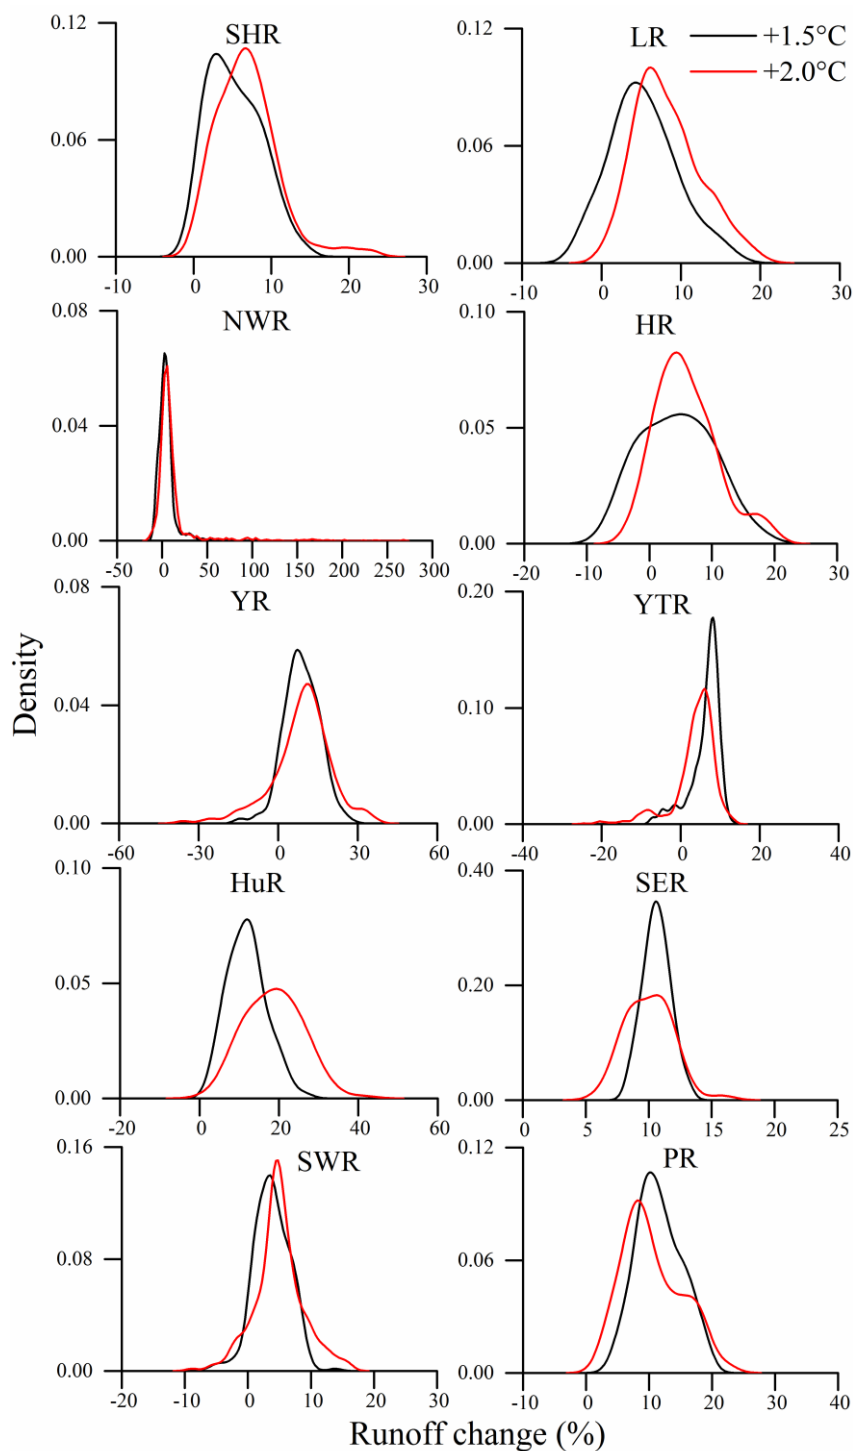 SHR
0.12
0.06
0.00
-10 0 10 20 30
LR
+1.5°C
+2.0°C
0.12
0.06
0.00
-10 0 10 20 30
NWR
0.08
0.04
0.00
-50 0 50 100 150 200 250 300
HR
0.10
0.05
0.00
-20 -10 0 10 20 30
YR
0.08
0.04
0.00
-60 -30 0 30 60
YTR
0.20
0.10
0.00
-40 -20 0 20 40
Density
HuR
0.10
0.05
0.00
-20 0 20 40 60
SER
0.40
0.20
0.00
0 5 10 15 20 25
SWR
0.16
0.08
0.00
-20 -10 0 10 20 30
PR
0.12
0.06
0.00
-10 0 10 20 30 40
Runoff change (%)